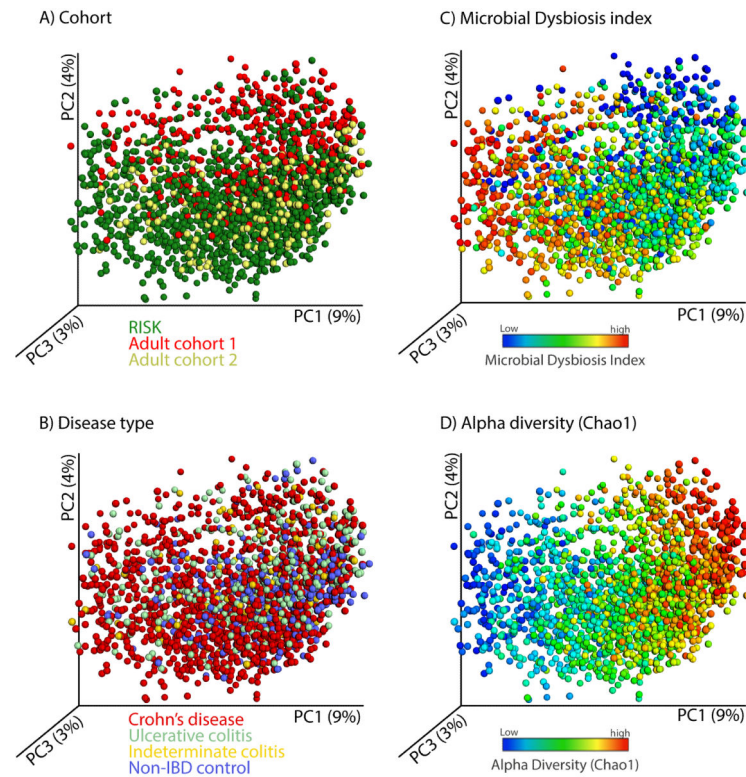 A) Cohort
PC2 (4%)
PC3 (3%)
PC1 (9%)
RISK
Adult cohort 1
Adult cohort 2
C) Microbial Dysbiosis index
PC2 (4%)
PC3 (3%)
PC1 (9%)
Low
high
Microbial Dysbiosis Index
B) Disease type
PC2 (4%)
PC3 (3%)
PC1 (9%)
Crohn's disease
Ulcerative colitis
Indeterminate colitis
Non-IBD control
D) Alpha diversity (Chao1)
PC2 (4%)
PC3 (3%)
PC1 (9%)
Low
high
Alpha Diversity (Chao1)